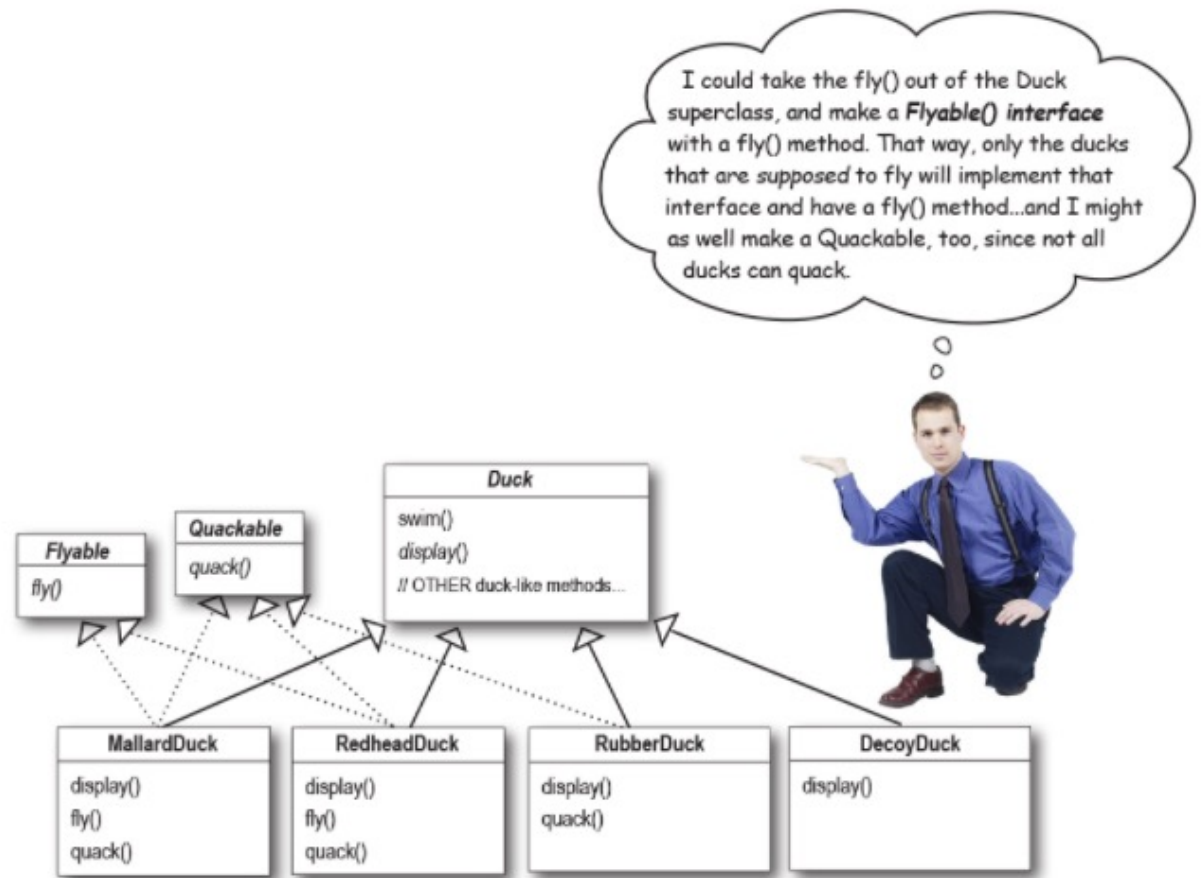 I could take the fly() out of the Duck
superclass, and make a Flyable() interface
with a fly() method. That way, only the ducks
that are supposed to fly will implement that
interface and have a fly() method...and I might
as well make a Quackable, too, since not all
ducks can quack.
Duck
swim()
display()
// OTHER duck-like methods...
Quackable
quack()
Flyable
fly()
MallardDuck
display()
fly()
quack()
RedheadDuck
display()
fly()
quack()
RubberDuck
display()
quack()
DecoyDuck
display()